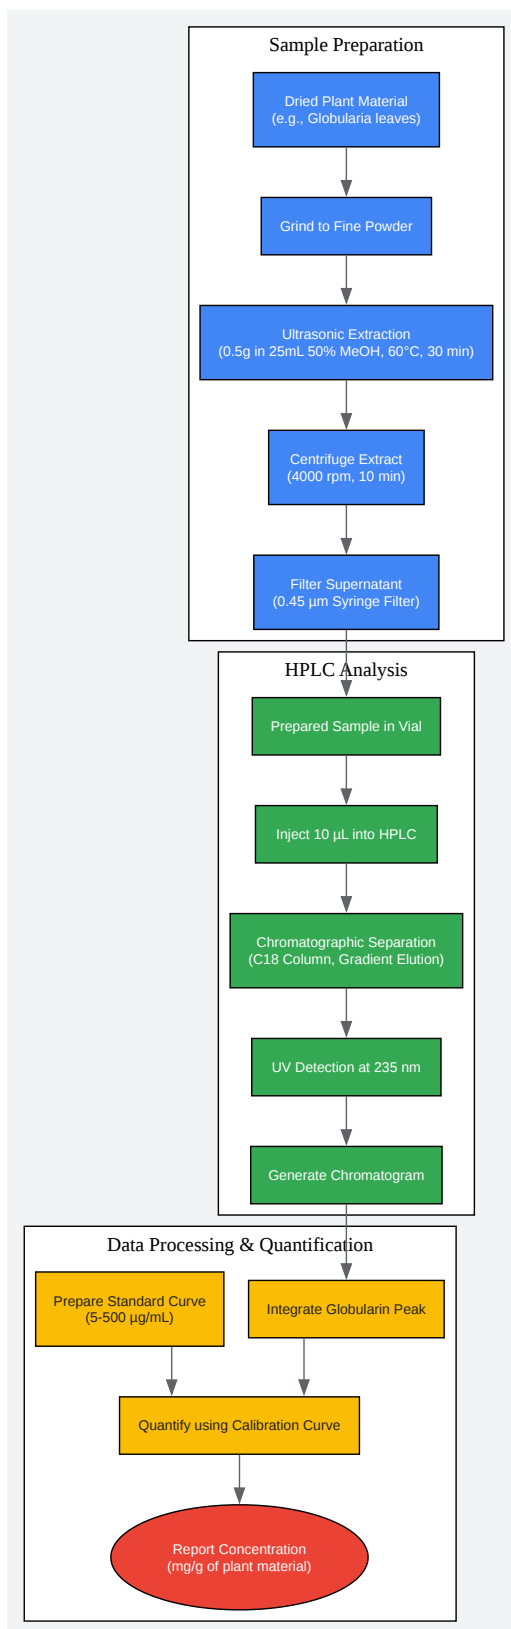 Sample Preparation
Dried Plant Material
(e.g., Globularia leaves)
Grind to Fine Powder
Ultrasonic Extraction
(0.5g in 25mL 50% MeOH, 60°C, 30 min)
Centrifuge Extract
(4000 rpm, 10 min)
Filter Supernatant
(0.45 µm Syringe Filter)
HPLC Analysis
Prepared Sample in Vial
Inject 10 µL into HPLC
Chromatographic Separation
(C18 Column, Gradient Elution)
UV Detection at 235 nm
Generate Chromatogram
Data Processing & Quantification
Prepare Standard Curve
(5-500 µg/mL)
Integrate Globularin Peak
Quantify using Calibration Curve
Report Concentration
(mg/g of plant material)